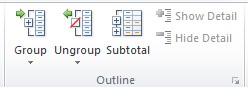 Group
Ungroup
Subtotal
Show Detail
Hide Detail
Outline